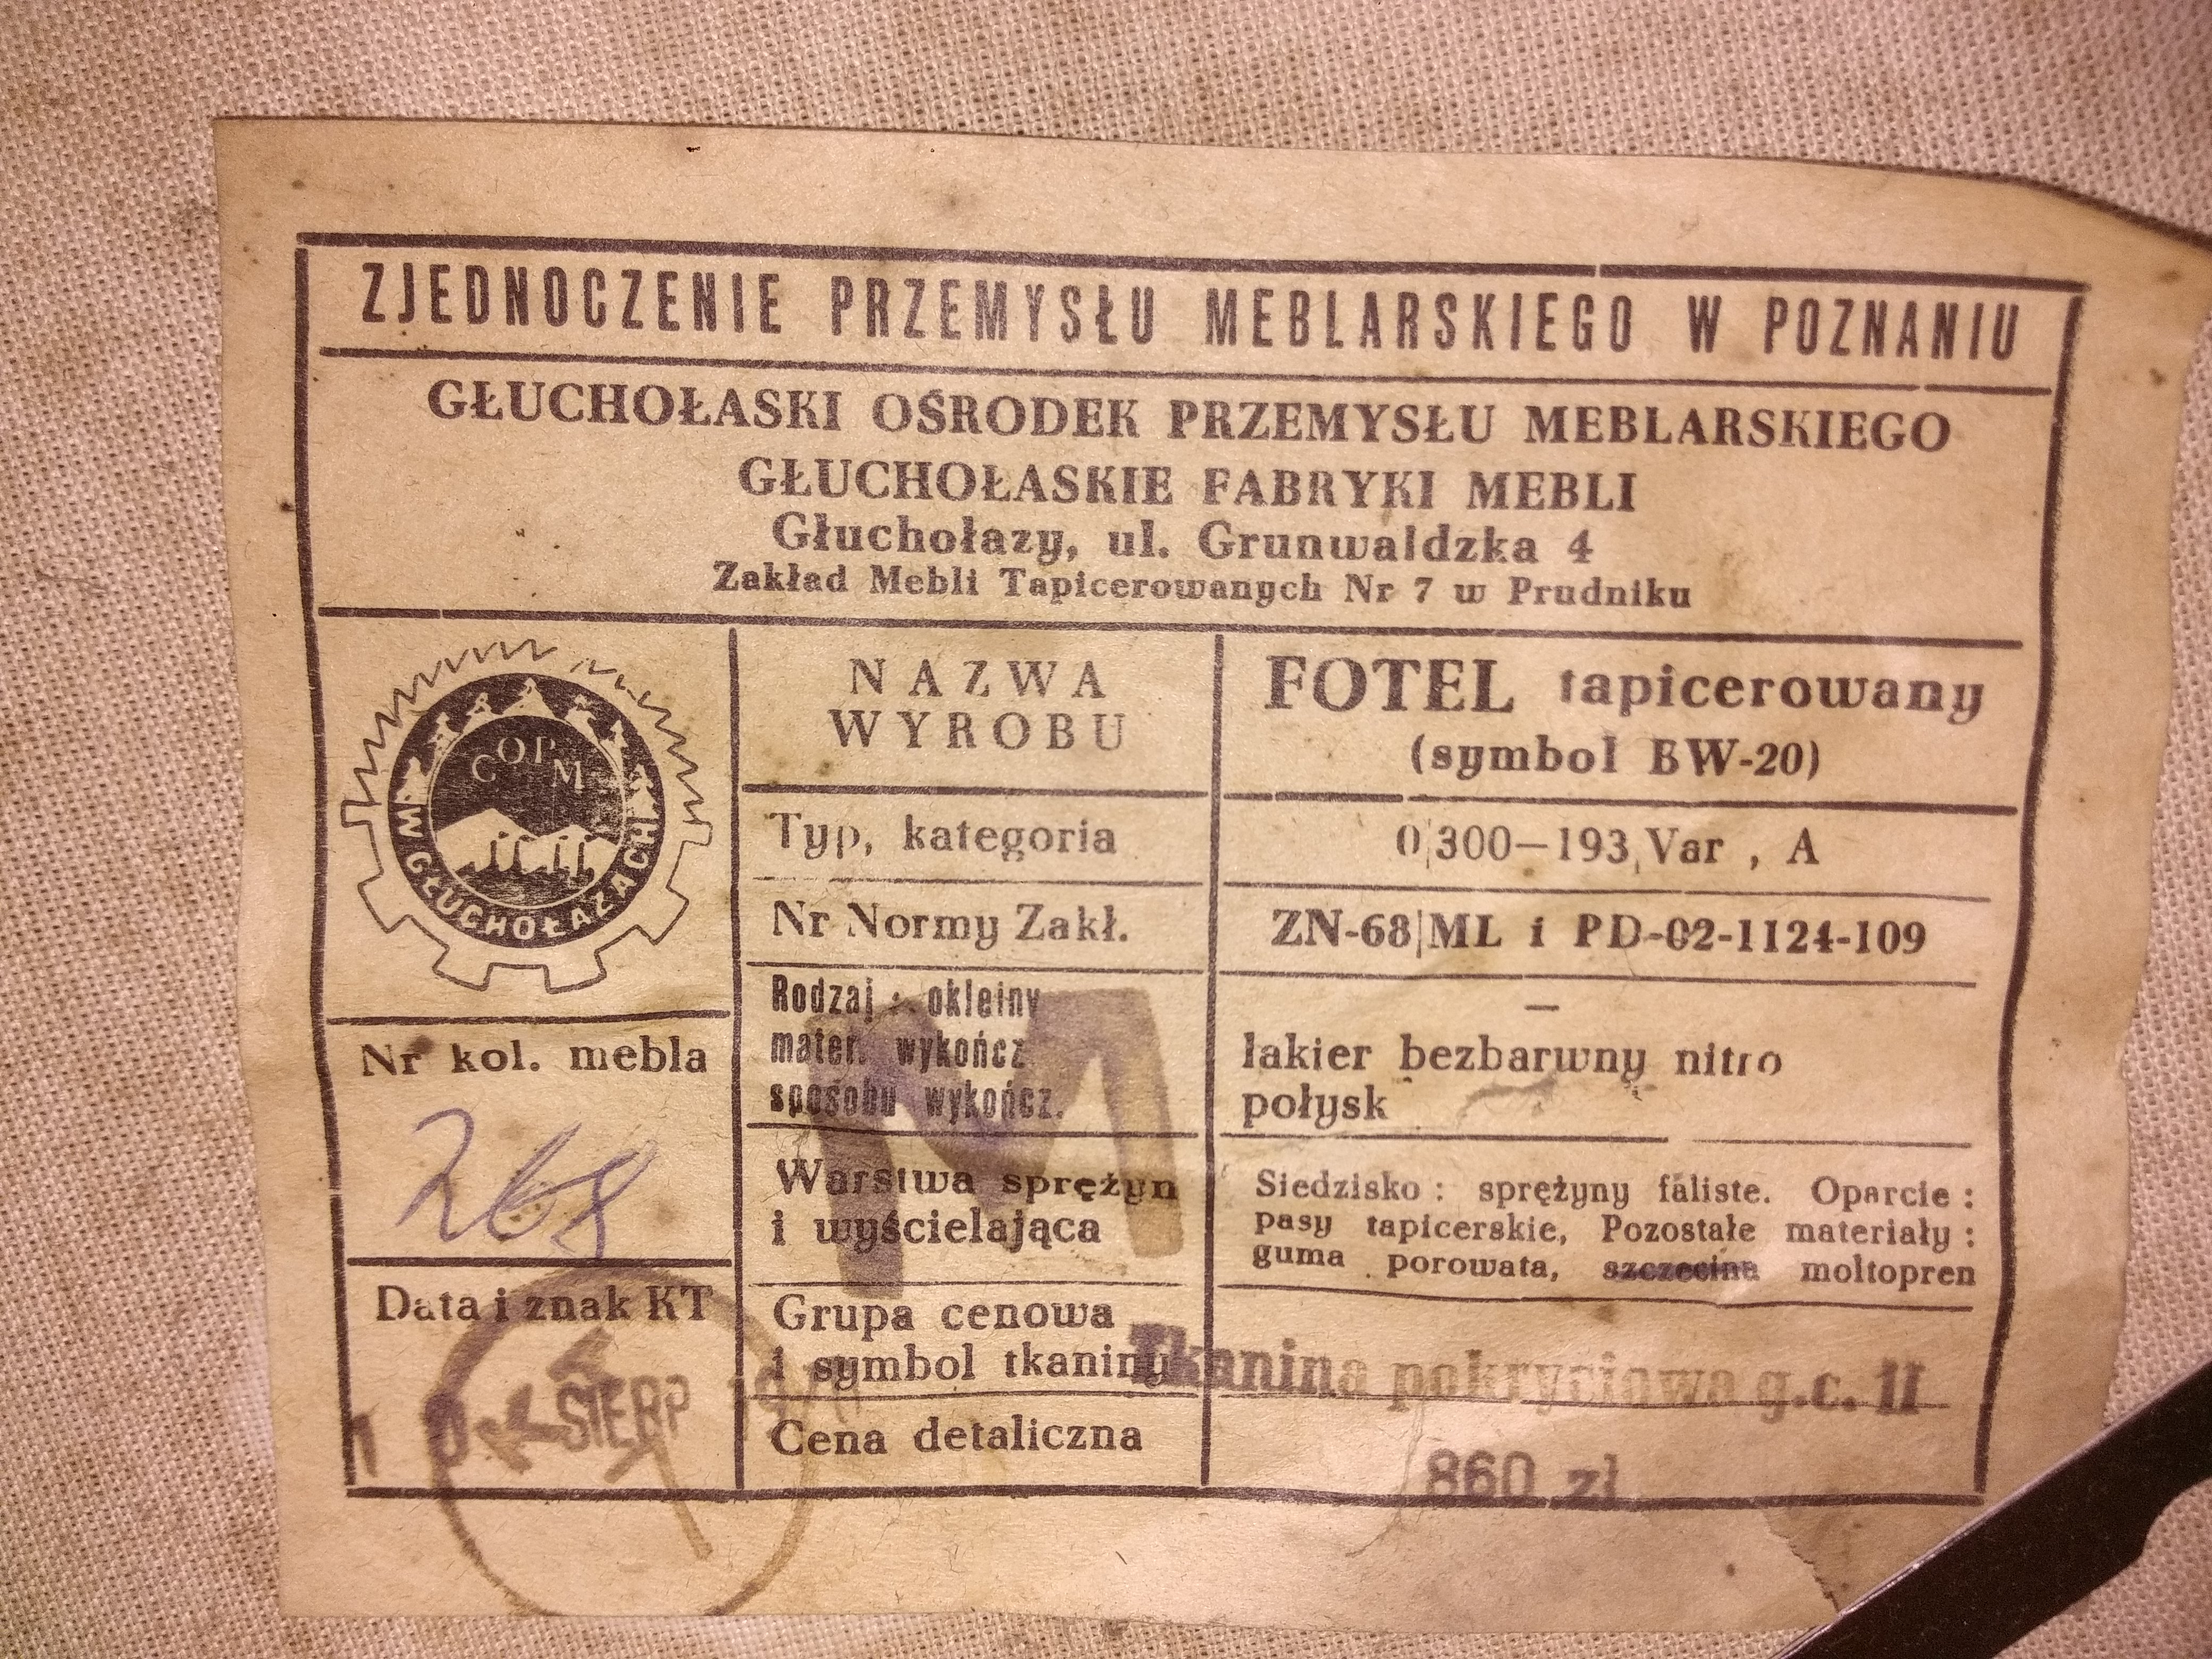 ZJEDNOCZENIE PRZEMYSŁU MEBLARSKIEGO W POZNANIU
GŁUCHOŁASKI OŚRODEK PRZEMYSŁU MEBLARSKIEGO
GŁUCHOŁASKIE FABRYKI MEBLI
Głuchołazy, ul. Grunwaldzka 4
Zakład Mebli Tapicerowanych Nr 7 w Prudniku
GOPM
W GŁUCHOŁAZACH
Nr kol. mebla
268
Data i znak KT
10. SIERP
NAZWA
WYROBU
FOTEL tapicerowany
(symbol BW-20)
Typ, kategoria
0|300—193 Var , A
Nr Normy Zakł.
ZN-68|ML i PD-02-1124-109
Rodzaj : okleiny
mater. wykończ.
sposobu wykończ.
—
lakier bezbarwny nitro
połysk
M
Warstwa sprężyn
i wyścielająca
Siedzisko : sprężyny faliste. Oparcie :
pasy tapicerskie, Pozostałe materiały :
guma porowata, szczecina moltopren
Grupa cenowa
i symbol tkaniny
Tkanina pokryciowa g.c. II
Cena detaliczna
860 zł